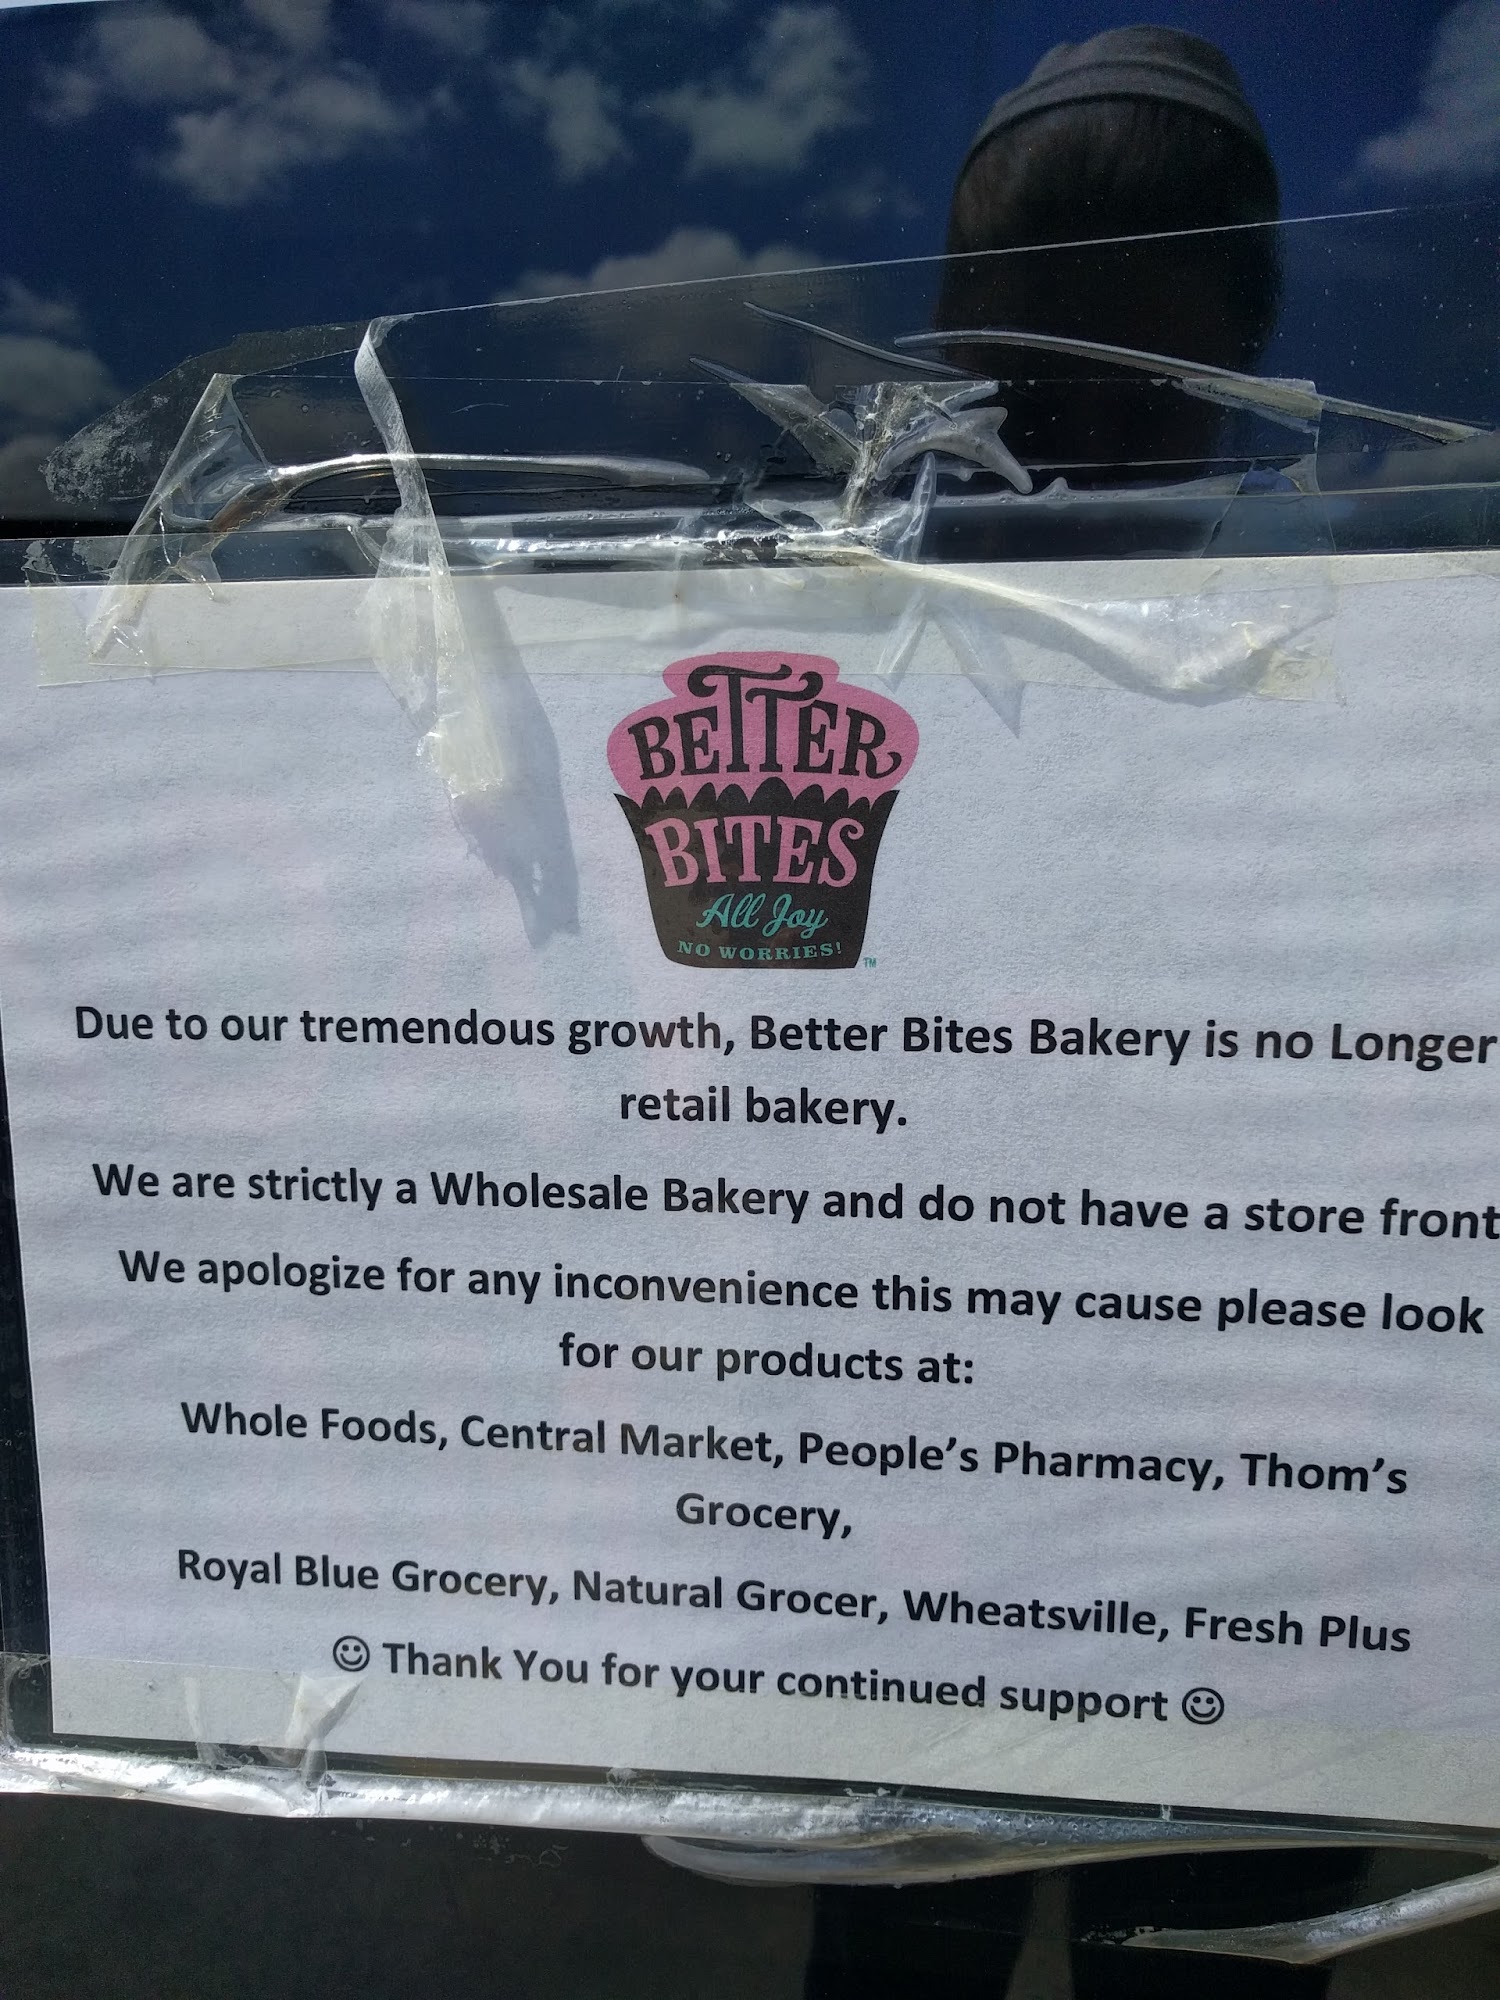 BETTER
BITES
All Joy
NO WORRIES!
TM
Due to our tremendous growth, Better Bites Bakery is no Longer
retail bakery.
We are strictly a Wholesale Bakery and do not have a store front
We apologize for any inconvenience this may cause please look
for our products at:
Whole Foods, Central Market, People's Pharmacy, Thom's
Grocery,
Royal Blue Grocery, Natural Grocer, Wheatsville, Fresh Plus
☺ Thank You for your continued support ☺